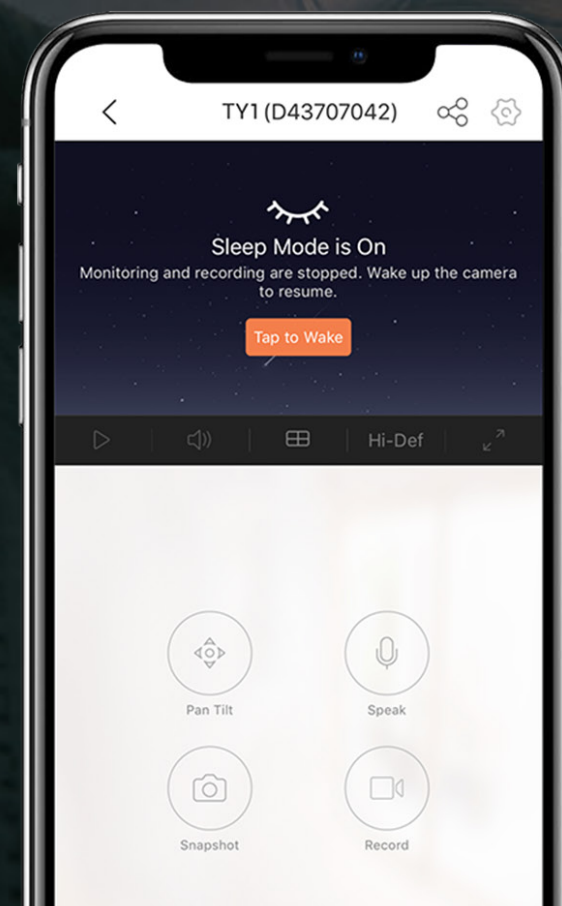 TY1 (D43707042)
Sleep Mode is On
Monitoring and recording are stopped. Wake up the camera
to resume.
Tap to Wake
Hi-Def
Pan Tilt
Speak
Snapshot
Record